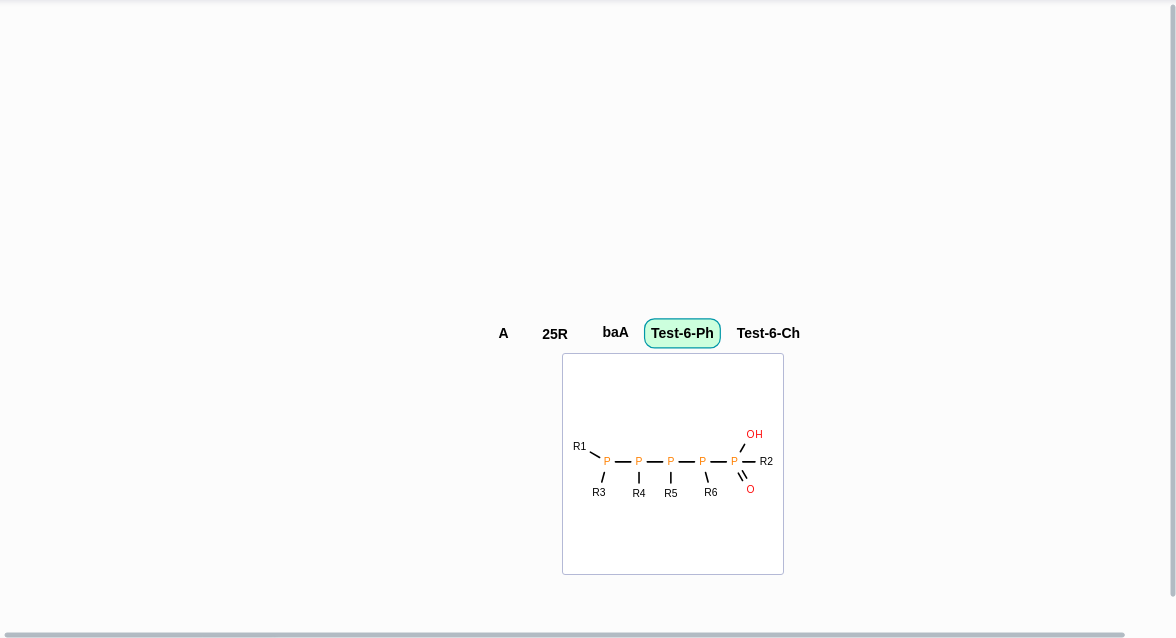 A 25R baA Test-6-Ph Test-6-Ch
OH
R1
P P P P P R2
R3 R4 R5 R6 O